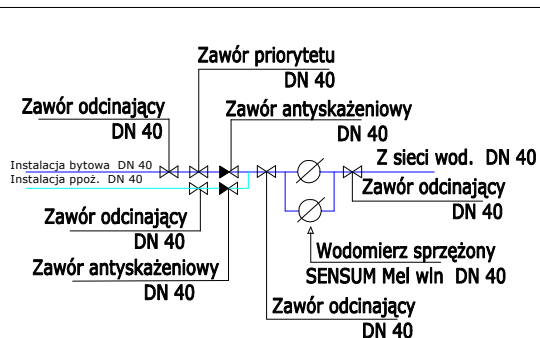 Zawór priorytetu
DN 40
Zawór odcinający
DN 40
Zawór antyskażeniowy
DN 40
Instalacja bytowa DN 40
Instalacja ppoż. DN 40
Z sieci wod. DN 40
Zawór odcinający
DN 40
Zawór odcinający
DN 40
Zawór antyskażeniowy
DN 40
Wodomierz sprzężony
SENSUM Mel wln DN 40
Zawór odcinający
DN 40